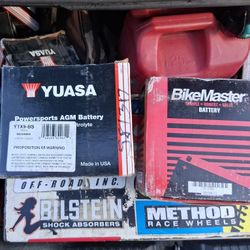 YUASA
Powersports AGM Battery
YTX9-BS
PROPOSITION 65 WARNING
Made in USA
BikeMaster
BATTERY
OFF-ROAD INC.
BILSTEIN
SHOCK ABSORBERS
METHOD
RACE WHEELS